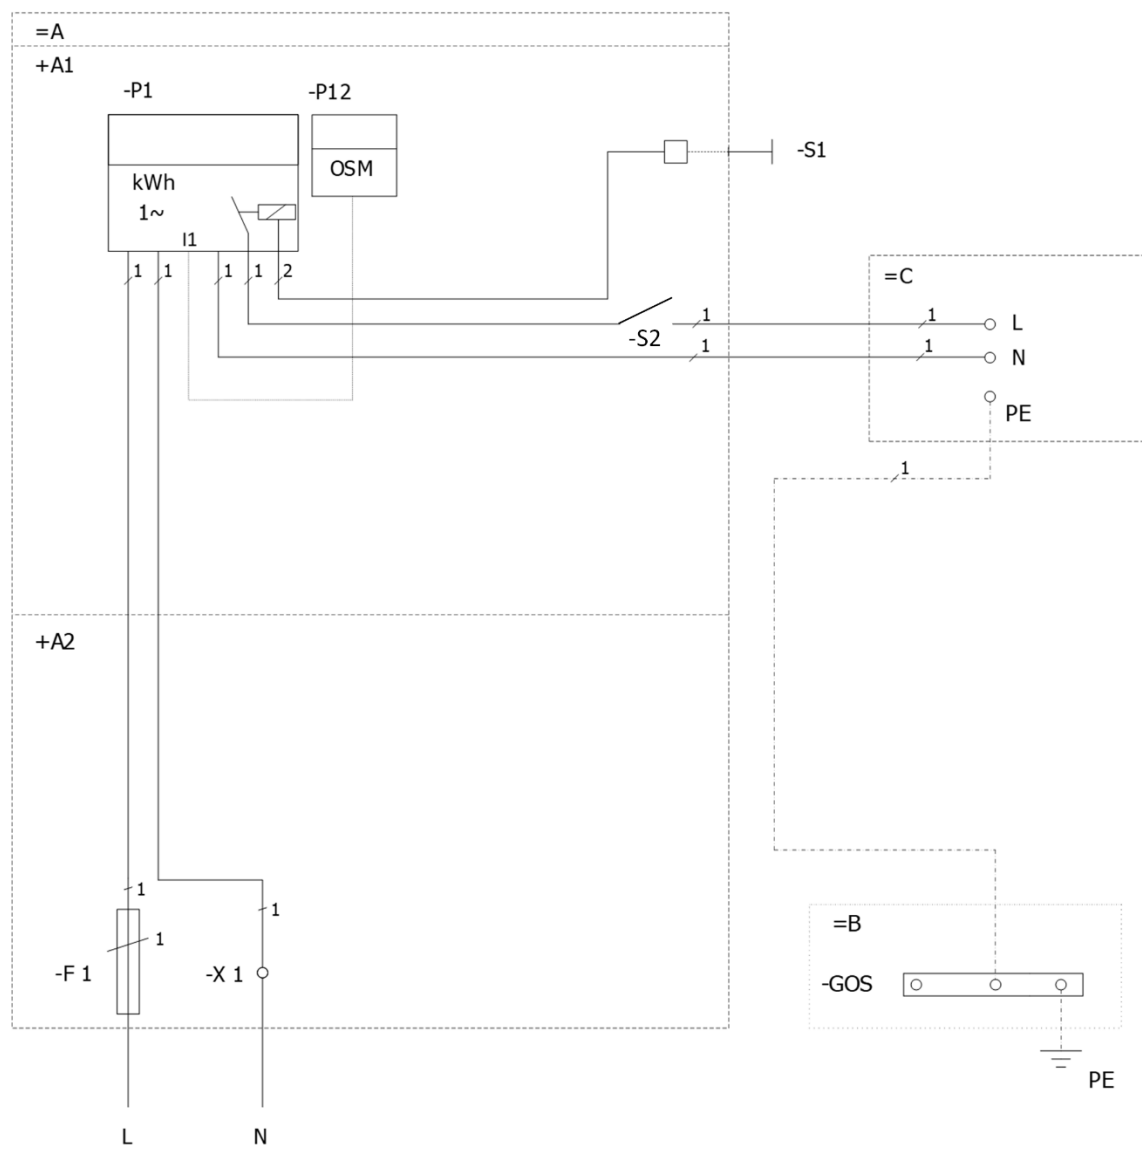 =A
+A1
-P1
-P12
kWh
1~
I1
OSM
-S1
1
1
1
1
2
=C
-S2
1
1
L
1
1
N
PE
1
+A2
1
1
1
-F 1
-X 1
=B
-GOS
PE
L
N